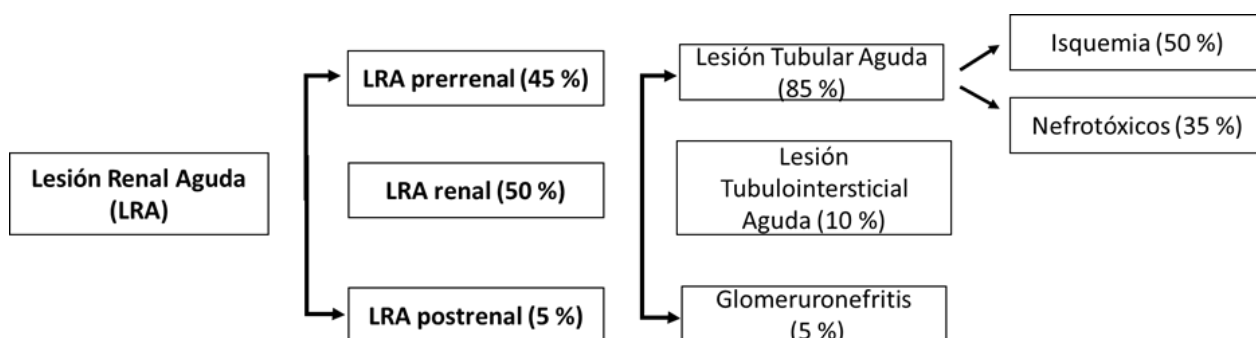 Lesión Renal Aguda
(LRA)
LRA prerrenal (45 %)
LRA renal (50 %)
LRA postrenal (5 %)
Lesión Tubular Aguda
(85 %)
Lesión
Tubulointersticial
Aguda (10 %)
Glomeruronefritis
(5 %)
Isquemia (50 %)
Nefrotóxicos (35 %)